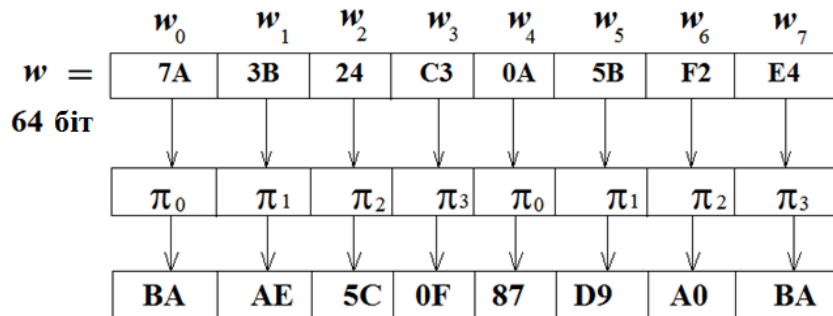 w₀ w₁ w₂ w₃ w₄ w₅ w₆ w₇
w = 7A 3B 24 C3 0A 5B F2 E4
64 біт
π₀ π₁ π₂ π₃ π₀ π₁ π₂ π₃
BA AE 5C 0F 87 D9 A0 BA